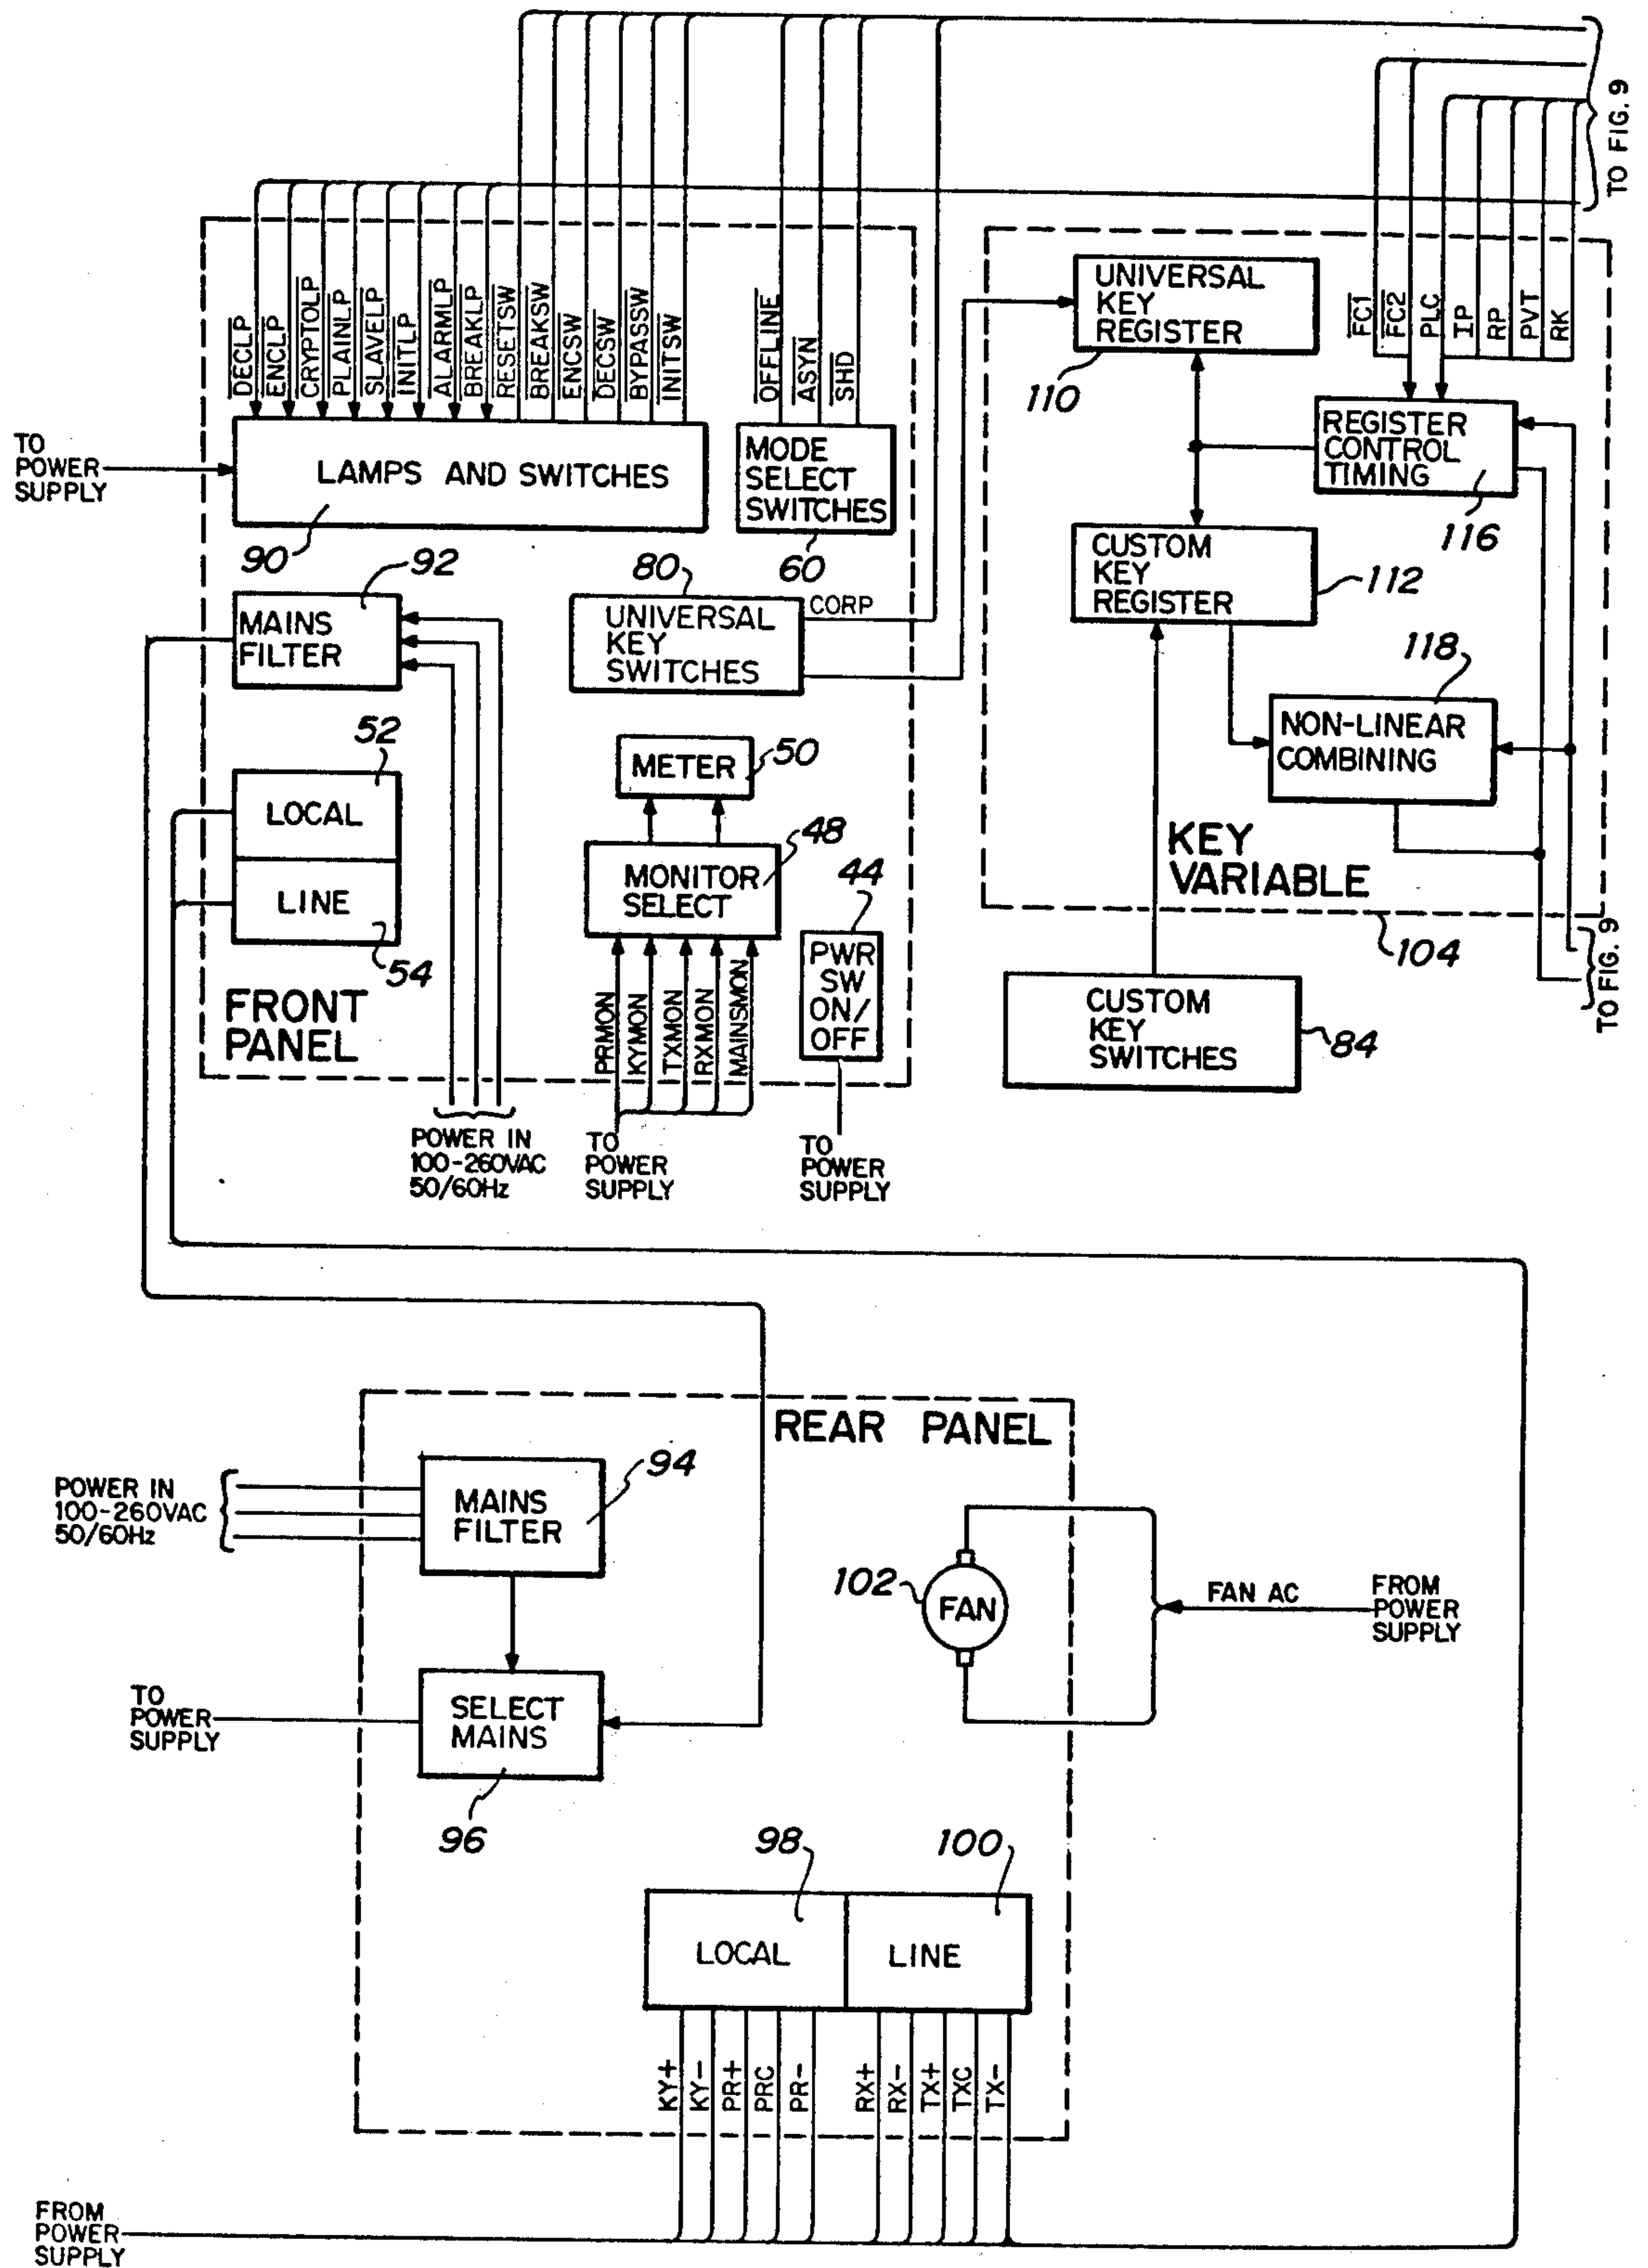 TO FIG. 9
DECLP
ENCLP
CRYPTOLP
PLAINLP
SLAVELP
INITLP
ALARMLP
BREAKLP
RESETSW
BREAKSW
ENCSW
DECSW
BYPASSW
INITSW
OFFLINE
ASYN
SHD
FC1
FC2
PLC
IP
RP
PVT
RK
UNIVERSAL
KEY
REGISTER
110
TO
POWER
SUPPLY
LAMPS AND SWITCHES
90
MODE
SELECT
SWITCHES
60
REGISTER
CONTROL
TIMING
116
CUSTOM
KEY
REGISTER
112
92
MAINS
FILTER
80
UNIVERSAL
KEY
SWITCHES
CORP
118
NON-LINEAR
COMBINING
52
LOCAL
LINE
54
METER
50
MONITOR
SELECT
48
44
PWR
SW
ON/
OFF
KEY
VARIABLE
104
TO FIG. 9
FRONT
PANEL
PRMON
KYMON
TXMON
RXMON
MAINSMON
CUSTOM
KEY
SWITCHES
84
POWER IN
100-260VAC
50/60Hz
TO
POWER
SUPPLY
TO
POWER
SUPPLY
REAR PANEL
POWER IN
100-260VAC
50/60Hz
MAINS
FILTER
94
102
FAN
FAN AC
FROM
POWER
SUPPLY
TO
POWER
SUPPLY
SELECT
MAINS
96
98
100
LOCAL
LINE
KY+
KY-
PR+
PRC
PR-
RX+
RX-
TX+
TXC
TX-
FROM
POWER
SUPPLY